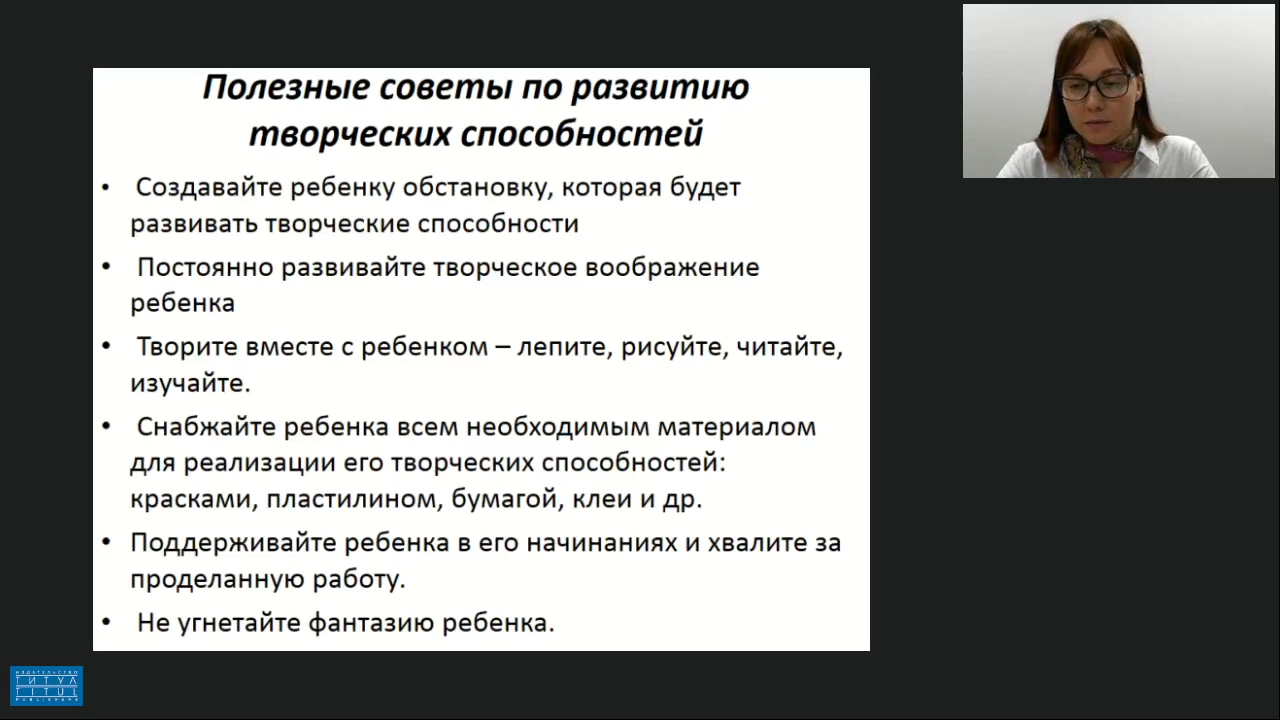 Полезные советы по развитию
творческих способностей
• Создавайте ребенку обстановку, которая будет
развивать творческие способности
• Постоянно развивайте творческое воображение
ребенка
• Творите вместе с ребенком – лепите, рисуйте, читайте,
изучайте.
• Снабжайте ребенка всем необходимым материалом
для реализации его творческих способностей:
красками, пластилином, бумагой, клеи и др.
• Поддерживайте ребенка в его начинаниях и хвалите за
проделанную работу.
• Не угнетайте фантазию ребенка.
ИЗДАТЕЛЬСТВО
ТИТУЛ
TITUL
PUBLISHERS